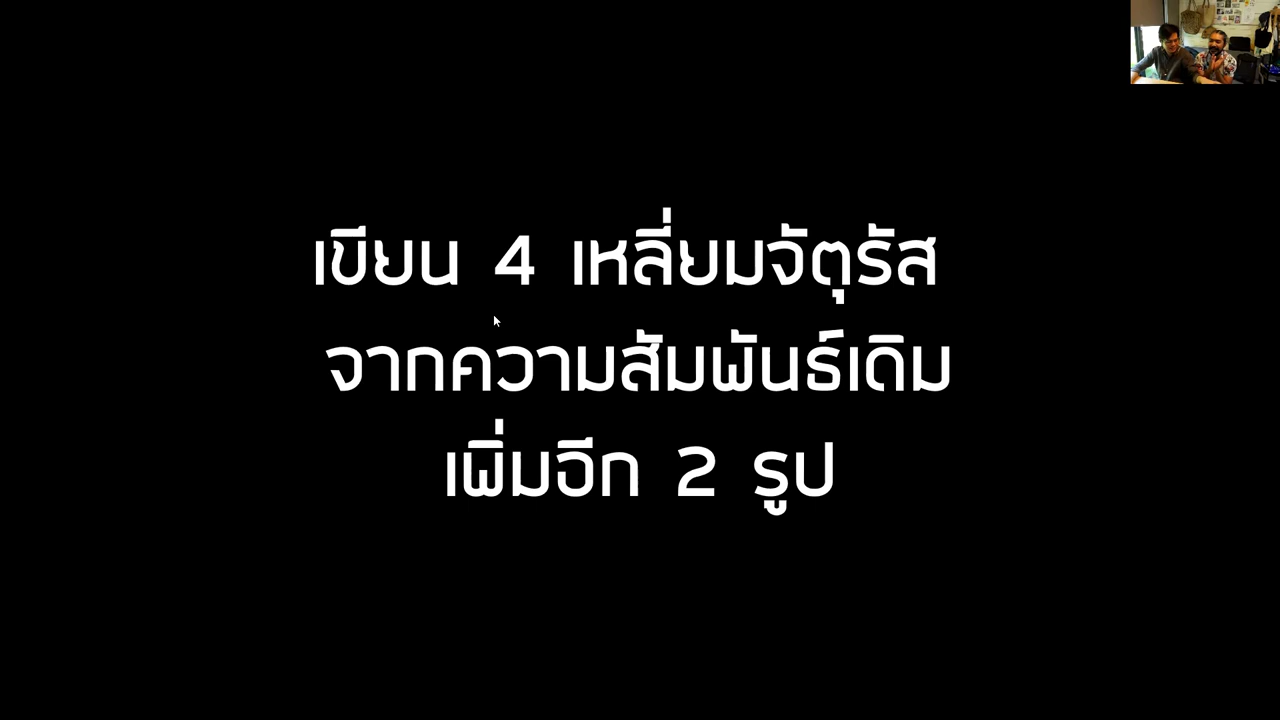 เขียน 4 เหลี่ยมจัตุรัส
จากความสัมพันธ์เดิม
เพิ่มอีก 2 รูป